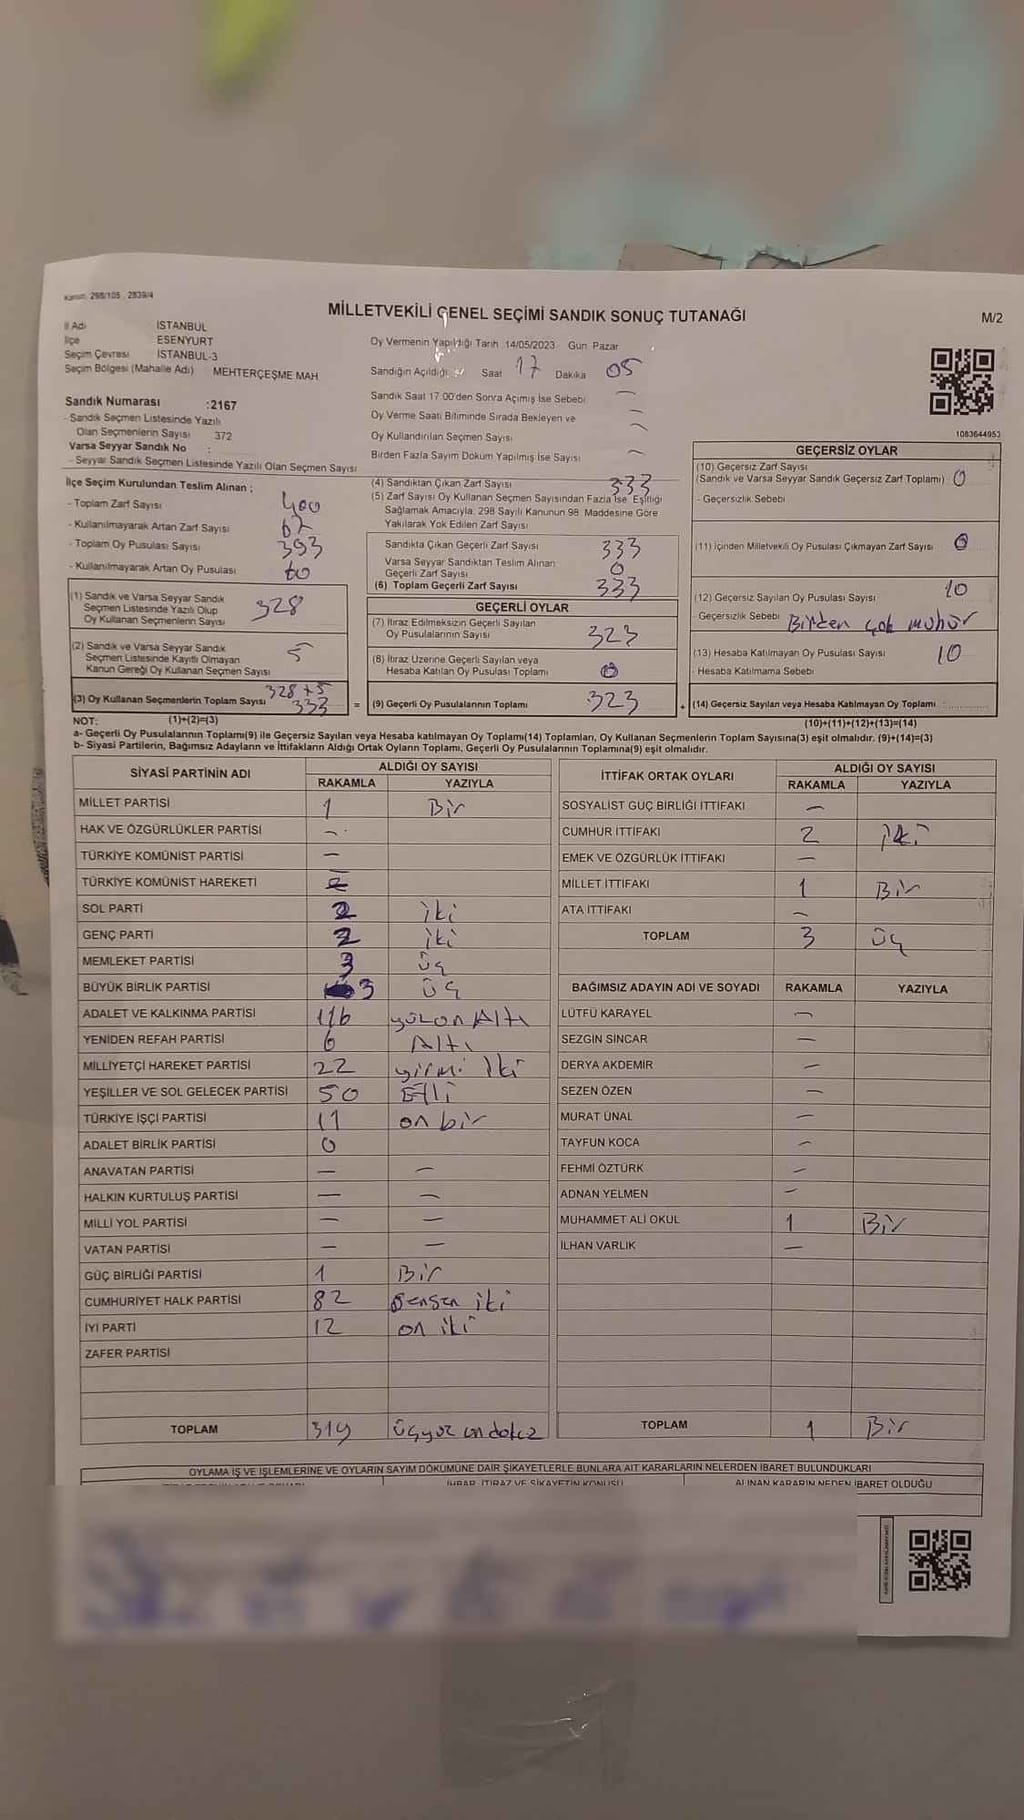 Kanun: 298/105 , 2839/4
MİLLETVEKİLİ GENEL SEÇİMİ SANDIK SONUÇ TUTANAĞI
M/2
İl Adı İSTANBUL
İlçe ESENYURT
Seçim Çevresi İSTANBUL-3
Seçim Bölgesi (Mahalle Adı) MEHTERÇEŞME MAH
Oy Vermenin Yapıldığı Tarih 14/05/2023 Gün Pazar
Sandığın Açıldığı Saat 17 Dakika 05
Sandık Saat 17.00'den Sonra Açımış İse Sebebi —
Oy Verme Saati Bitiminde Sırada Bekleyen ve —
Oy Kullandırılan Seçmen Sayısı —
Birden Fazla Sayım Döküm Yapılmış İse Sayısı —
Sandık Numarası :2167
- Sandık Seçmen Listesinde Yazılı
Olan Seçmenlerin Sayısı 372
Varsa Seyyar Sandık No :
- Seyyar Sandık Seçmen Listesinde Yazılı Olan Seçmen Sayısı
1083644953
İlçe Seçim Kurulundan Teslim Alınan ;
- Toplam Zarf Sayısı 400
- Kullanılmayarak Artan Zarf Sayısı 67
- Toplam Oy Pusulası Sayısı 393
- Kullanılmayarak Artan Oy Pusulası 60
(1) Sandık ve Varsa Seyyar Sandık
Seçmen Listesinde Yazılı Olup
Oy Kullanan Seçmenlerin Sayısı 328
(2) Sandık ve Varsa Seyyar Sandık
Seçmen Listesinde Kayıtlı Olmayan
Kanun Gereği Oy Kullanan Seçmen Sayısı 5
(3) Oy Kullanan Seçmenlerin Toplam Sayısı 328+5 333
(4) Sandıktan Çıkan Zarf Sayısı 333
(5) Zarf Sayısı Oy Kullanan Seçmen Sayısından Fazla İse, Eşitliği
Sağlamak Amacıyla, 298 Sayılı Kanunun 98. Maddesine Göre
Yakılarak Yok Edilen Zarf Sayısı
Sandıkta Çıkan Geçerli Zarf Sayısı 333
Varsa Seyyar Sandıktan Teslim Alınan
Geçerli Zarf Sayısı 0
(6) Toplam Geçerli Zarf Sayısı 333
GEÇERLİ OYLAR
(7) İtiraz Edilmeksizin Geçerli Sayılan
Oy Pusulalarının Sayısı 323
(8) İtiraz Üzerine Geçerli Sayılan veya
Hesaba Katılan Oy Pusulası Toplamı 0
= (9) Geçerli Oy Pusulalarının Toplamı 323
GEÇERSİZ OYLAR
(10) Geçersiz Zarf Sayısı
(Sandık ve Varsa Seyyar Sandık Geçersiz Zarf Toplamı) 0
- Geçersizlik Sebebi
(11) İçinden Milletvekili Oy Pusulası Çıkmayan Zarf Sayısı 0
(12) Geçersiz Sayılan Oy Pusulası Sayısı 10
- Geçersizlik Sebebi Birden çok mühür
(13) Hesaba Katılmayan Oy Pusulası Sayısı 10
- Hesaba Katılmama Sebebi
+ (14) Geçersiz Sayılan veya Hesaba Katılmayan Oy Toplamı :
NOT: (1)+(2)=(3)
(10)+(11)+(12)+(13)=(14)
a- Geçerli Oy Pusulasının Toplamı(9) ile Geçersiz Sayılan veya Hesaba katılmayan Oy Toplamı(14) Toplamları, Oy Kullanan Seçmenlerin Toplam Sayısına(3) eşit olmalıdır. (9)+(14)=(3)
b- Siyasi Partilerin, Bağımsız Adayların ve İttifakların Aldığı Ortak Oyların Toplamı, Geçerli Oy Pusulalarının Toplamına(9) eşit olmalıdır.
SİYASİ PARTİNİN ADI ALDIĞI OY SAYISI
RAKAMLA YAZIYLA
MİLLET PARTİSİ 1 Bir
HAK VE ÖZGÜRLÜKLER PARTİSİ —
TÜRKİYE KOMÜNİST PARTİSİ —
TÜRKİYE KOMÜNİST HAREKETİ
SOL PARTİ 2 iki
GENÇ PARTİ 2 iki
MEMLEKET PARTİSİ 3 üç
BÜYÜK BİRLİK PARTİSİ 3 üç
ADALET VE KALKINMA PARTİSİ 116 yüzon Altı
YENİDEN REFAH PARTİSİ 6 Altı
MİLLİYETÇİ HAREKET PARTİSİ 22 yirmi İki
YEŞİLLER VE SOL GELECEK PARTİSİ 50 Elli
TÜRKİYE İŞÇİ PARTİSİ 11 on bir
ADALET BİRLİK PARTİSİ 0
ANAVATAN PARTİSİ — —
HALKIN KURTULUŞ PARTİSİ — —
MİLLİ YOL PARTİSİ — —
VATAN PARTİSİ — —
GÜÇ BİRLİĞİ PARTİSİ 1 Bir
CUMHURİYET HALK PARTİSİ 82 Seksen iki
İYİ PARTİ 12 on iki
ZAFER PARTİSİ
TOPLAM 319 üçyüz on dokuz
İTTİFAK ORTAK OYLARI ALDIĞI OY SAYISI
RAKAMLA YAZIYLA
SOSYALİST GÜÇ BİRLİĞİ İTTİFAKI —
CUMHUR İTTİFAKI 2 iki
EMEK VE ÖZGÜRLÜK İTTİFAKI —
MİLLET İTTİFAKI 1 Bir
ATA İTTİFAKI —
TOPLAM 3 üç
BAĞIMSIZ ADAYIN ADI VE SOYADI RAKAMLA YAZIYLA
LÜTFÜ KARAYEL —
SEZGİN SİNCAR —
DERYA AKDEMİR —
SEZEN ÖZEN —
MURAT ÜNAL —
TAYFUN KOCA —
FEHMİ ÖZTÜRK —
ADNAN YELMEN —
MUHAMMET ALİ OKUL 1 Bir
İLHAN VARLIK —
TOPLAM 1 Bir
OYLAMA İŞ VE İŞLEMLERİNE VE OYLARIN SAYIM DÖKÜMÜNE DAİR ŞİKAYETLERLE BUNLARA AİT KARARLARIN NELERDEN İBARET BULUNDUKLARI
İHBAR, İTİRAZ VE ŞİKAYETİN KONUSU ALINAN KARARIN NEDEN İBARET OLDUĞU